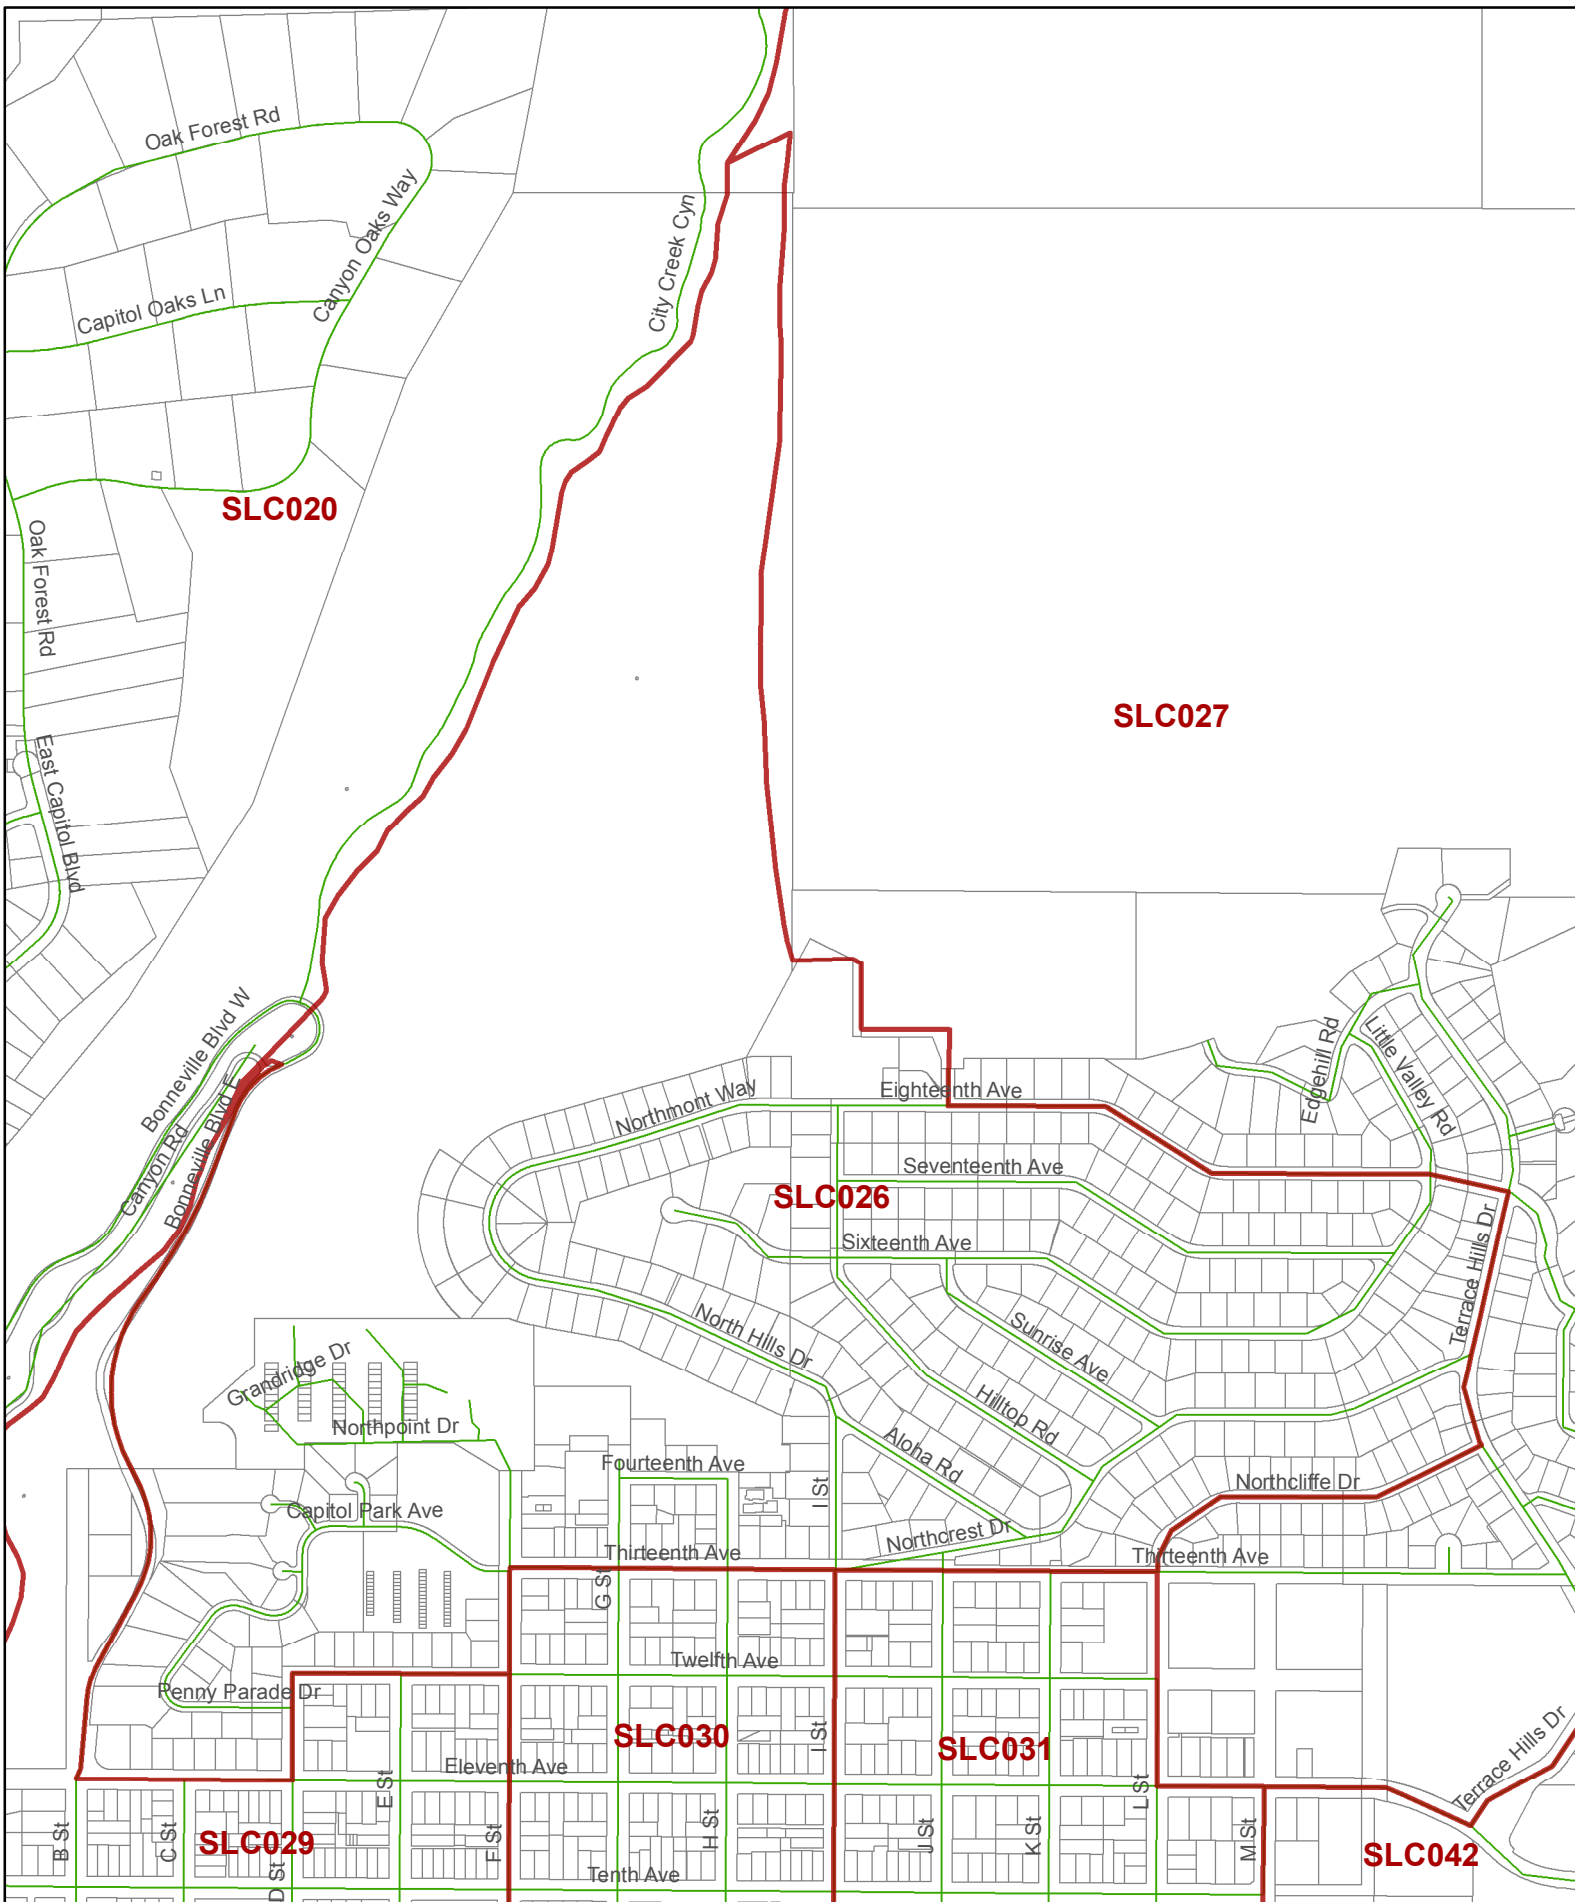 Oak Forest Rd
Canyon Oaks Way
City Creek Cyn
Capitol Oaks Ln
SLC020
Oak Forest Rd
SLC027
East Capitol Blvd
Bonneville Blvd W
Canyon Rd
Bonneville Blvd E
Edgehill Rd
Little Valley Rd
Eighteenth Ave
Northmont Way
Seventeenth Ave
SLC026
Sixteenth Ave
Terrace Hills Dr
North Hills Dr
Sunrise Ave
Grandridge Dr
Hilltop Rd
Northpoint Dr
Aloha Rd
Fourteenth Ave
I St
Northcliffe Dr
Capitol Park Ave
Northcrest Dr
Thirteenth Ave
Thirteenth Ave
G St
Twelfth Ave
Penny Parade Dr
SLC030
I St
SLC031
Eleventh Ave
Terrace Hills Dr
E St
L St
B St
C St
SLC029
D St
F St
H St
J St
K St
M St
SLC042
Tenth Ave